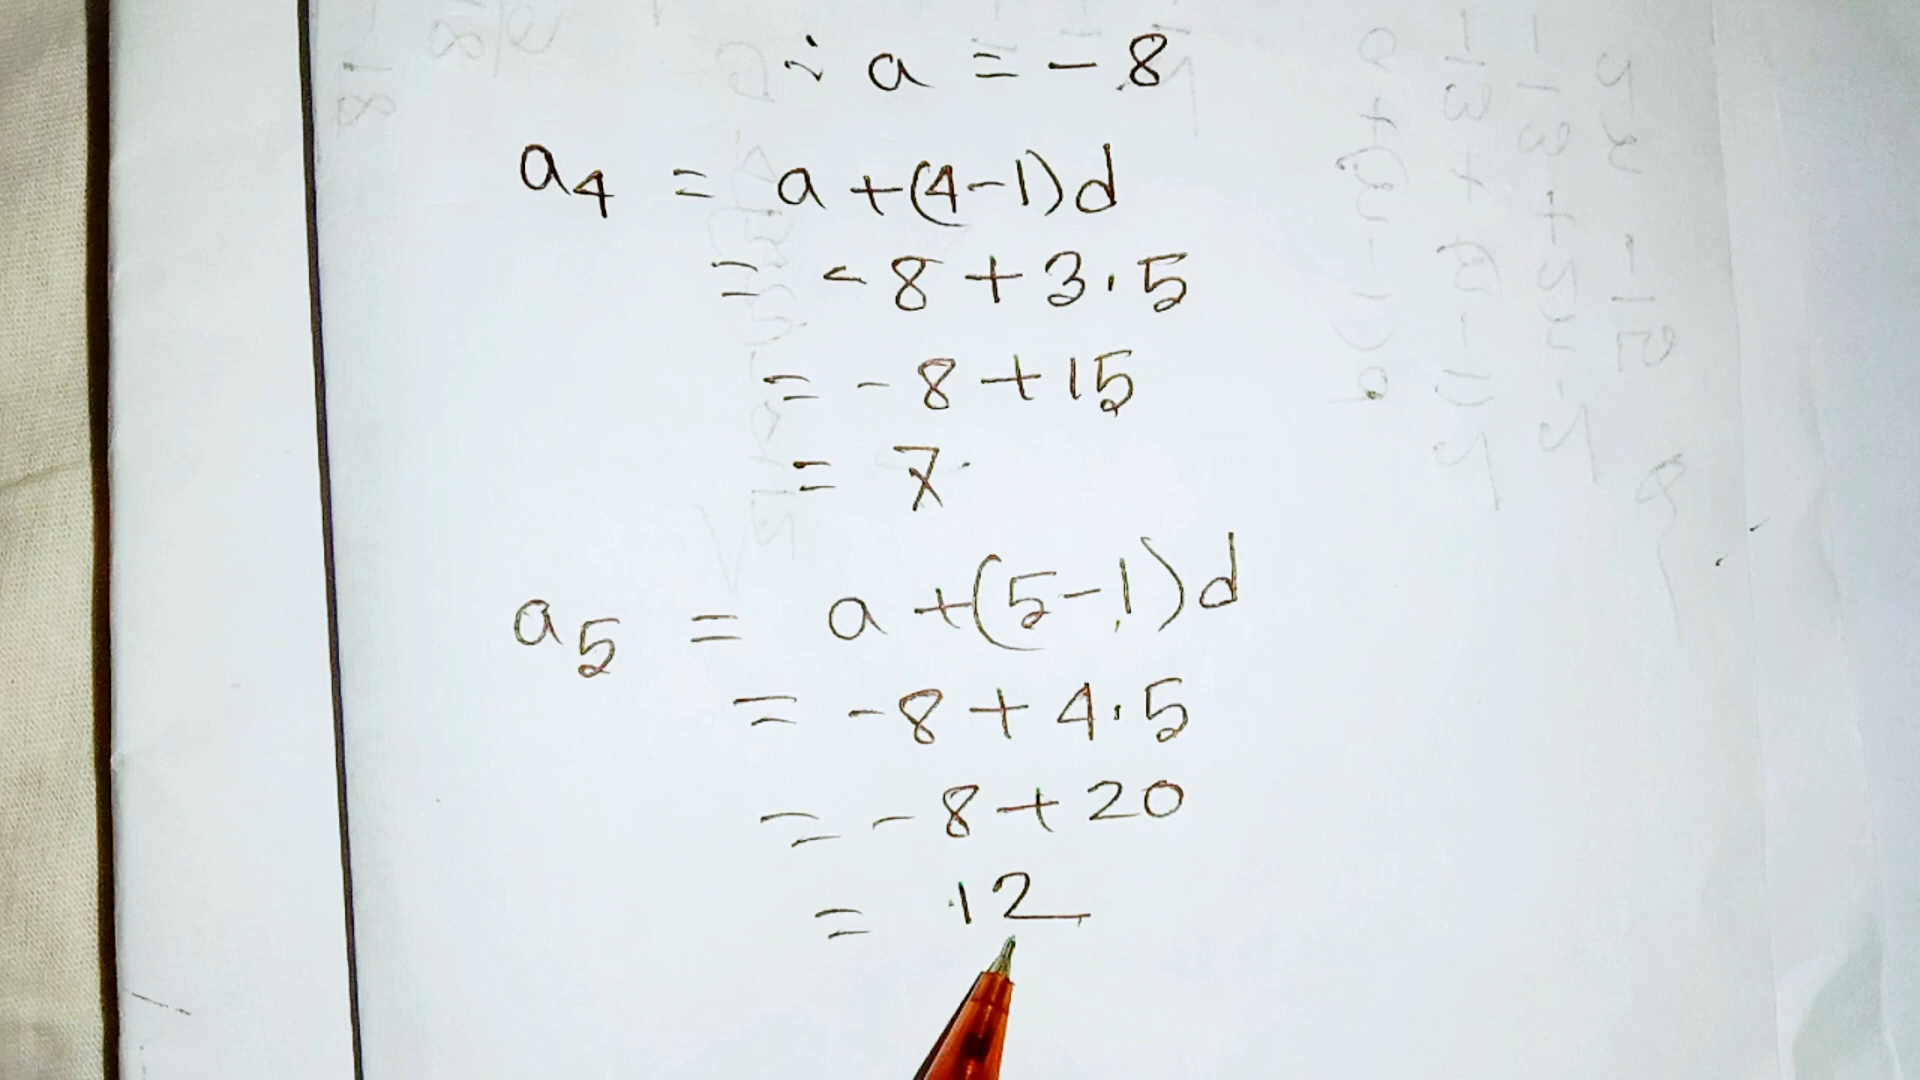 ∴ a = -8
a₄ = a +(4-1)d
= -8 + 3.5
= -8 + 15
= 7
a₅ = a +(5-1)d
= -8 + 4.5
= -8 + 20
= 12